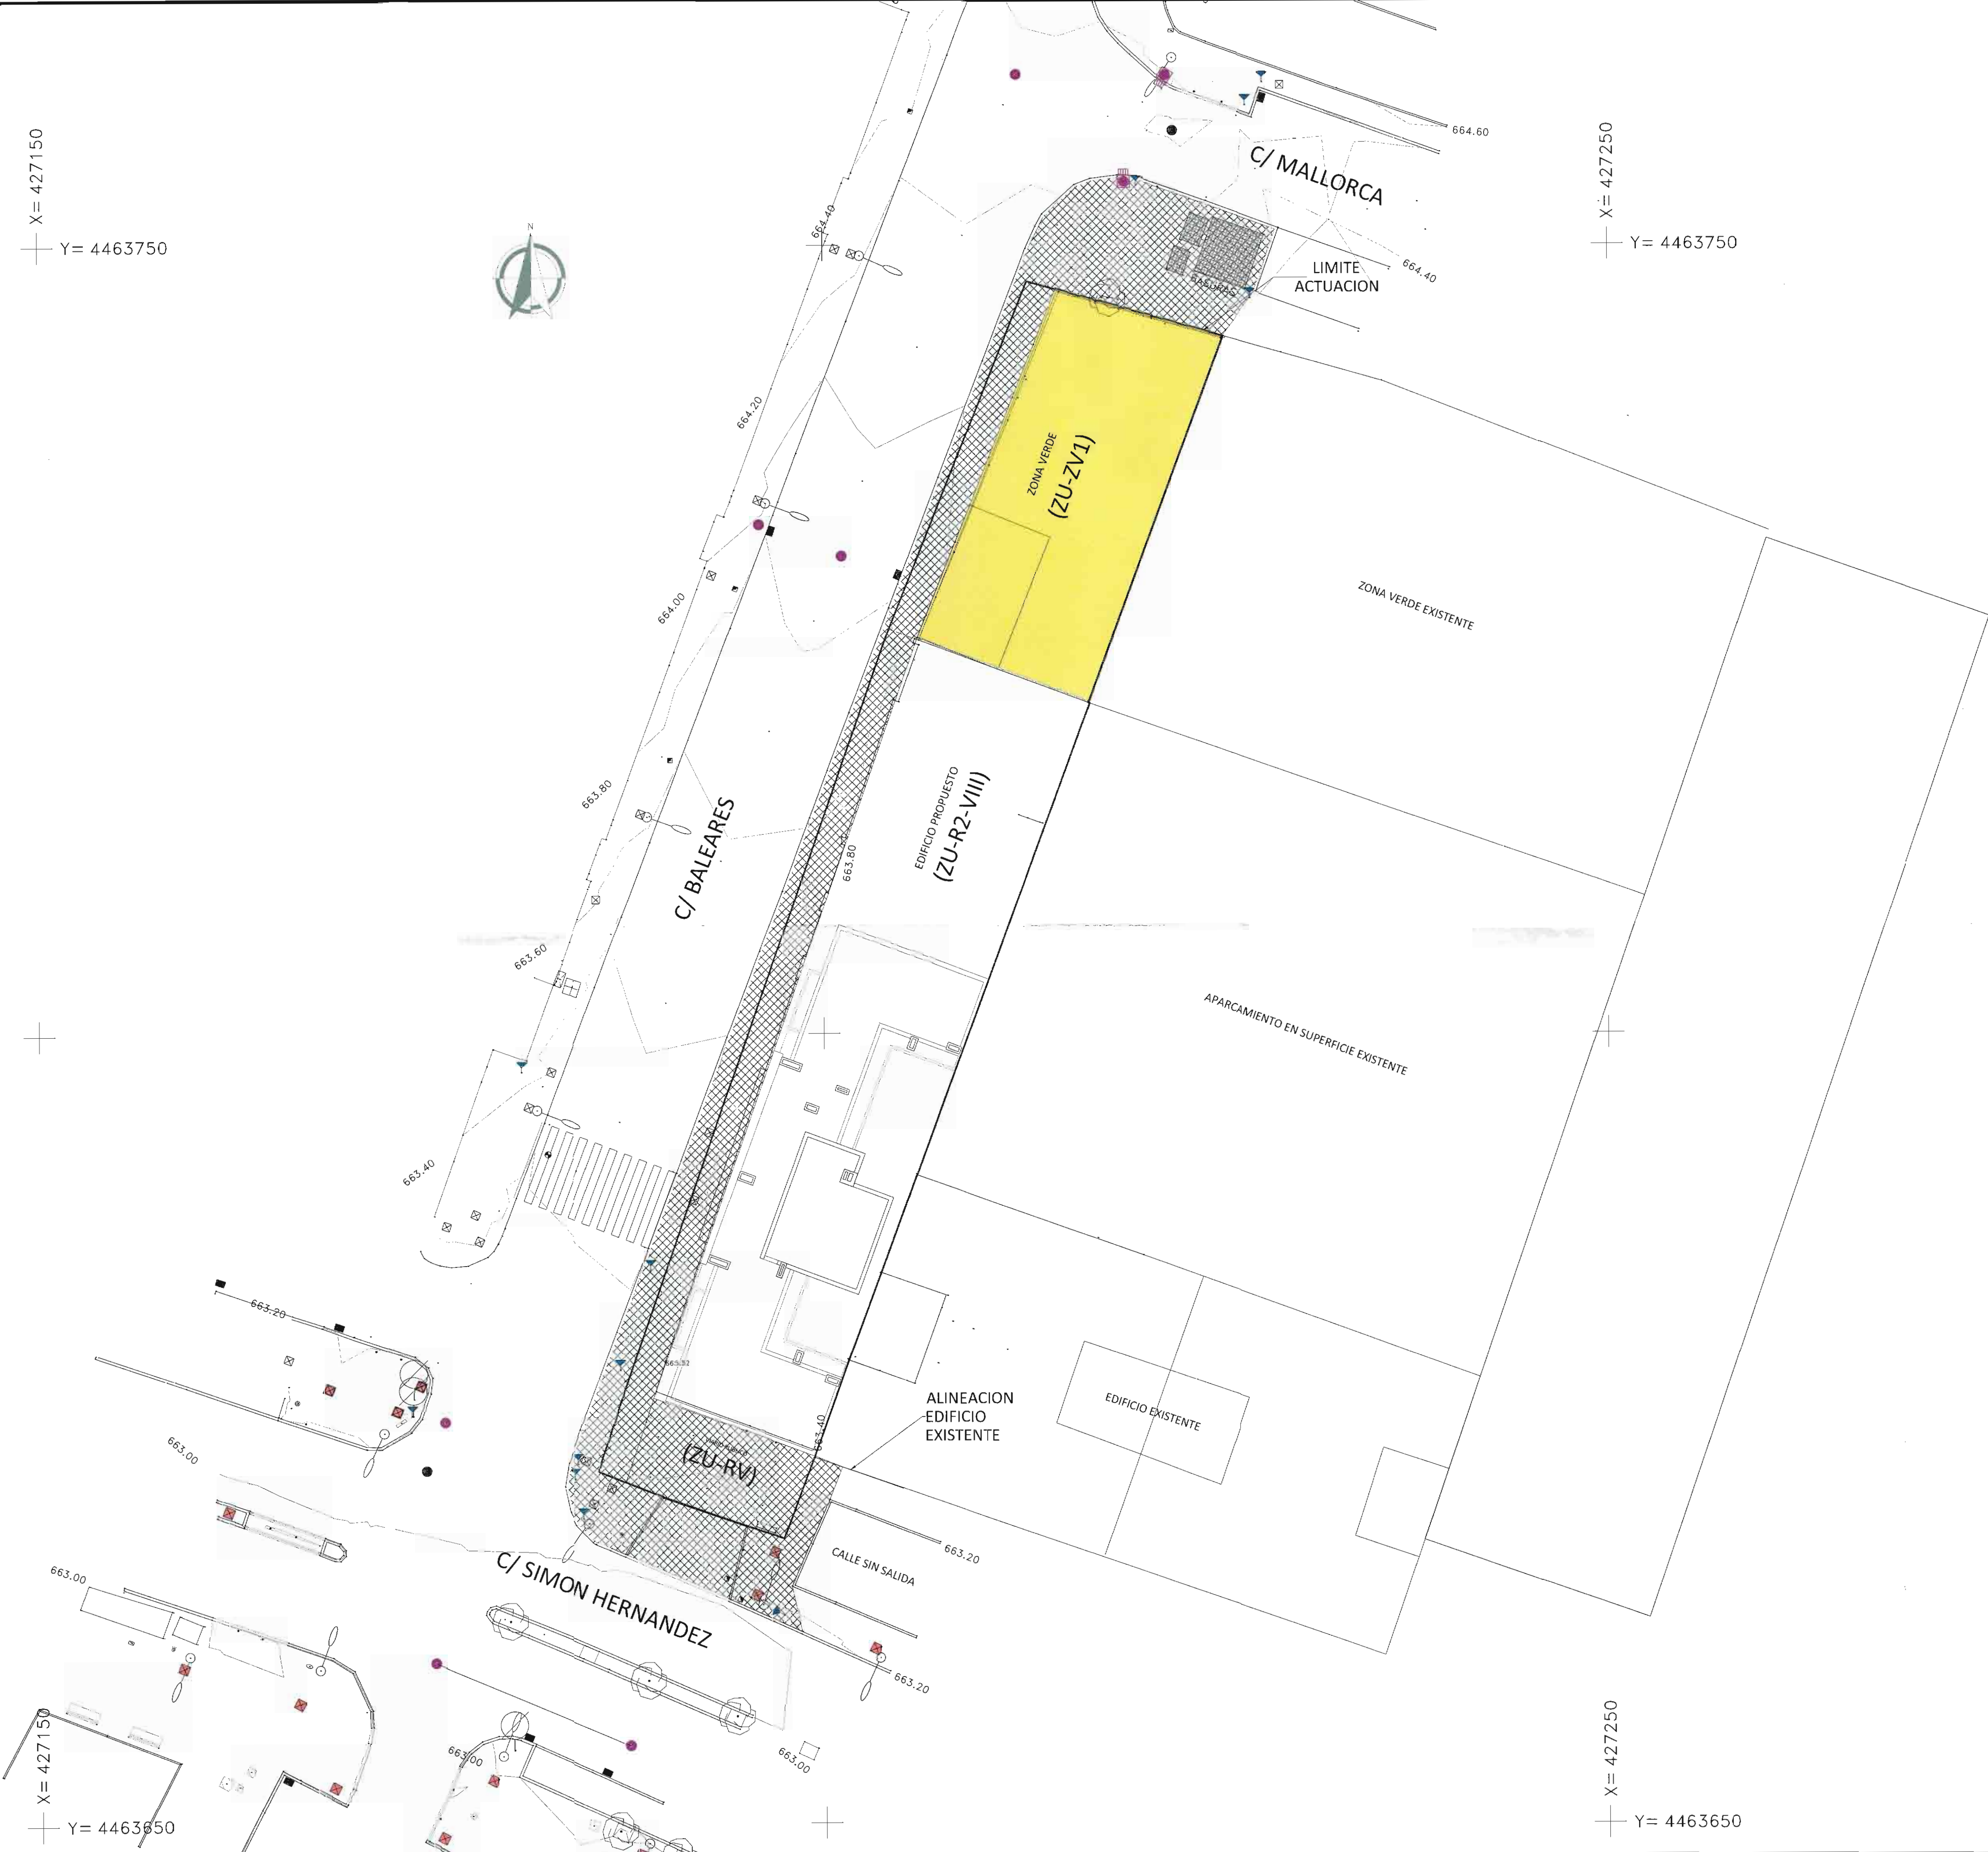 664.60
C/ MALLORCA
X= 427150
Y= 4463750
X= 427250
Y= 4463750
N
664.40
664.40
LIMITE
ACTUACION
BASURAS
664.20
ZONA VERDE
(ZU-ZV1)
664.00
ZONA VERDE EXISTENTE
663.80
C/ BALEARES
663.80
EDIFICIO PROPUESTO
(ZU-R2-VIII)
663.60
APARCAMIENTO EN SUPERFICIE EXISTENTE
663.40
663.20
663.40
ALINEACION
EDIFICIO
EXISTENTE
EDIFICIO EXISTENTE
(ZU-RV)
663.00
663.20
CALLE SIN SALIDA
C/ SIMON HERNANDEZ
663.00
663.20
663.00
663.00
X= 427150
Y= 4463650
X= 427250
Y= 4463650